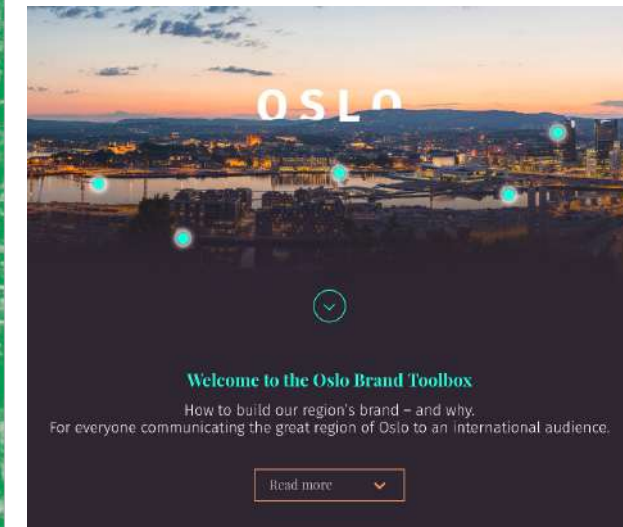 OSLO
Welcome to the Oslo Brand Toolbox
How to build our region's brand – and why.
For everyone communicating the great region of Oslo to an international audience.
Read more